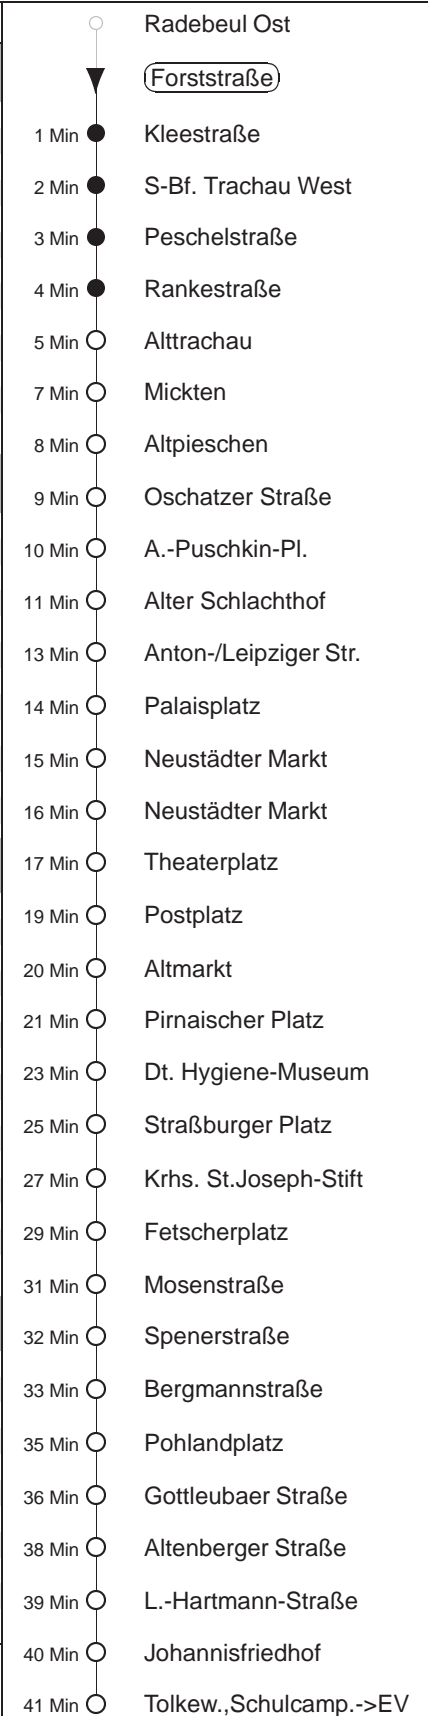 Radebeul Ost
Forststraße
1 Min Kleestraße
2 Min S-Bf. Trachau West
3 Min Peschelstraße
4 Min Rankestraße
5 Min Alttrachau
7 Min Mickten
8 Min Altpieschen
9 Min Oschatzer Straße
10 Min A.-Puschkin-Pl.
11 Min Alter Schlachthof
13 Min Anton-/Leipziger Str.
14 Min Palaisplatz
15 Min Neustädter Markt
16 Min Neustädter Markt
17 Min Theaterplatz
19 Min Postplatz
20 Min Altmarkt
21 Min Pirnaischer Platz
23 Min Dt. Hygiene-Museum
25 Min Straßburger Platz
27 Min Krhs. St.Joseph-Stift
29 Min Fetscherplatz
31 Min Mosenstraße
32 Min Spenerstraße
33 Min Bergmannstraße
35 Min Pohlandplatz
36 Min Gottleubaer Straße
38 Min Altenberger Straße
39 Min L.-Hartmann-Straße
40 Min Johannisfriedhof
41 Min Tolkew.,Schulcamp.->EV